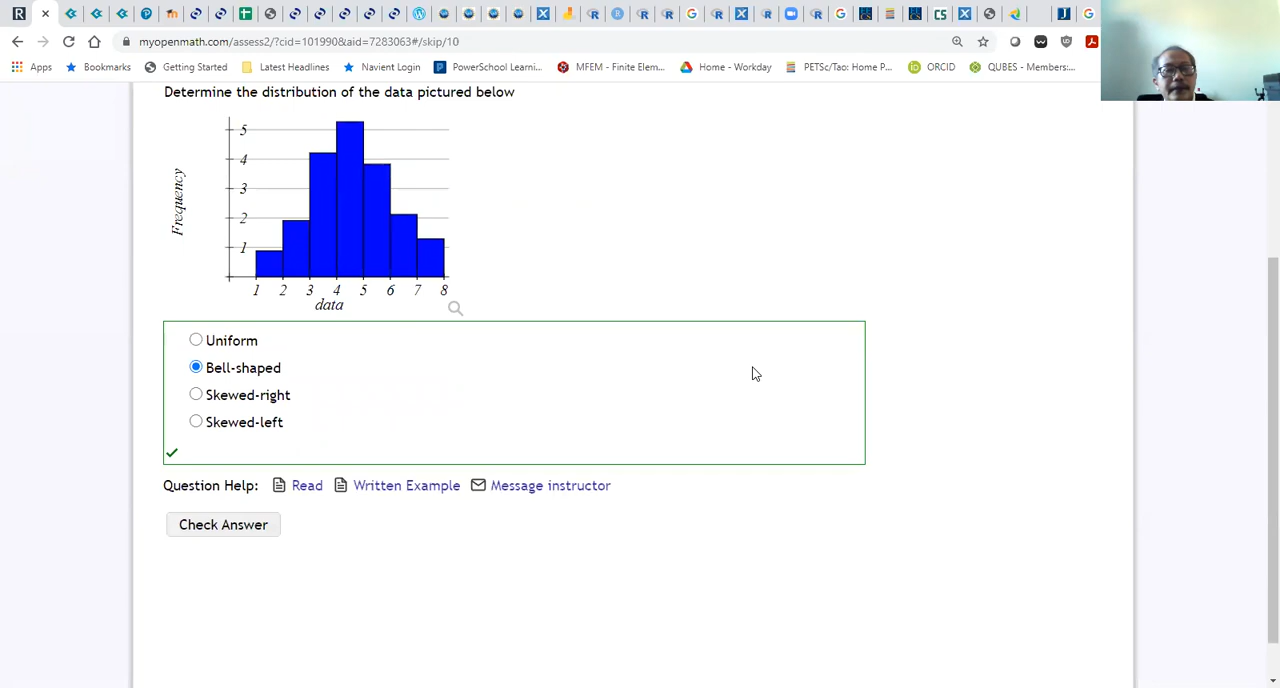 myopenmath.com/assess2/?cid=101990&aid=7283063#/skip/10
Apps Bookmarks Getting Started Latest Headlines Navient Login PowerSchool Learni... MFEM - Finite Elem... Home - Workday PETSc/Tao: Home P... ORCID QUBES - Members:...
Determine the distribution of the data pictured below
5
4
3
2
1
Frequency
1 2 3 4 5 6 7 8
data
Uniform
Bell-shaped
Skewed-right
Skewed-left
Question Help: Read Written Example Message instructor
Check Answer